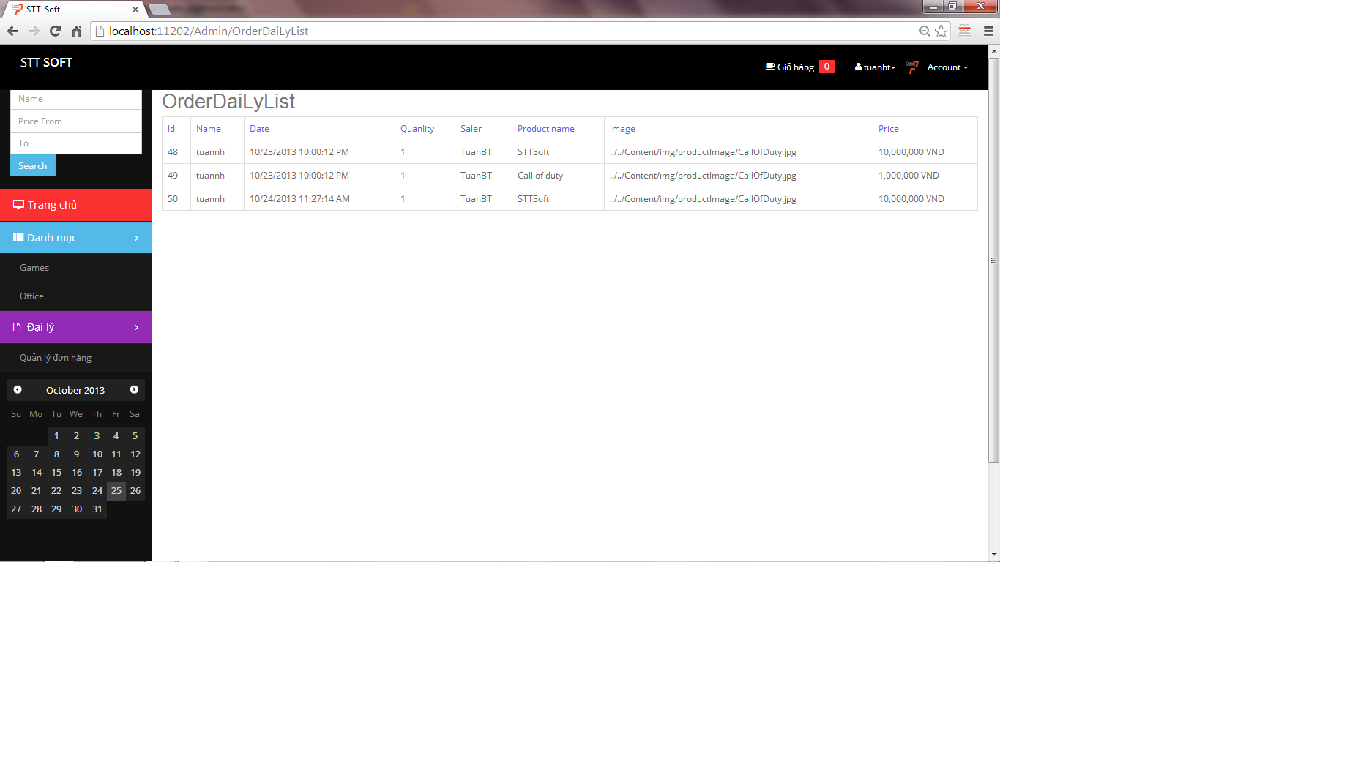 STT Soft
localhost:11202/Admin/OrderDaiLyList
STT SOFT
Giỏ hàng 0 tuanbt Account
Name
Price From
To
Search
Trang chủ
Danh mục
Games
Office
Đại lý
Quản lý đơn hàng
October 2013
Su Mo Tu We Th Fr Sa
1 2 3 4 5
6 7 8 9 10 11 12
13 14 15 16 17 18 19
20 21 22 23 24 25 26
27 28 29 30 31
OrderDaiLyList
Id Name Date Quanlity Saler Product name Image Price
48 tuannh 10/23/2013 10:00:12 PM 1 TuanBT STTSoft ../../Content/img/productImage/CallOfDuty.jpg 10,000,000 VND
49 tuannh 10/23/2013 10:00:12 PM 1 TuanBT Call of duty ../../Content/img/productImage/CallOfDuty.jpg 1,000,000 VND
50 tuannh 10/24/2013 11:27:14 AM 1 TuanBT STTSoft ../../Content/img/productImage/CallOfDuty.jpg 10,000,000 VND